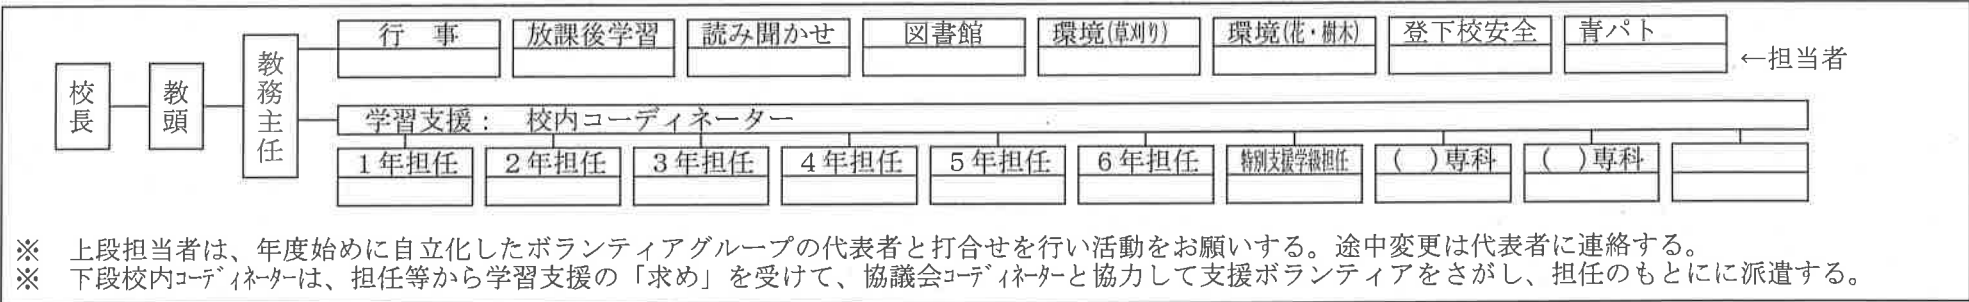 校長
教頭
教務主任
行　事
放課後学習
読み聞かせ
図書館
環境(草刈り)
環境(花・樹木)
登下校安全
青パト
←担当者
学習支援：　校内コーディネーター
１年担任
２年担任
３年担任
４年担任
５年担任
６年担任
特別支援学級担任
(　)専科
(　)専科
※　上段担当者は、年度始めに自立化したボランティアグループの代表者と打合せを行い活動をお願いする。途中変更は代表者に連絡する。
※　下段校内ｺｰﾃﾞｨﾈｰﾀｰは、担任等から学習支援の「求め」を受けて、協議会ｺｰﾃﾞｨﾈｰﾀｰと協力して支援ボランティアをさがし、担任のもとにに派遣する。